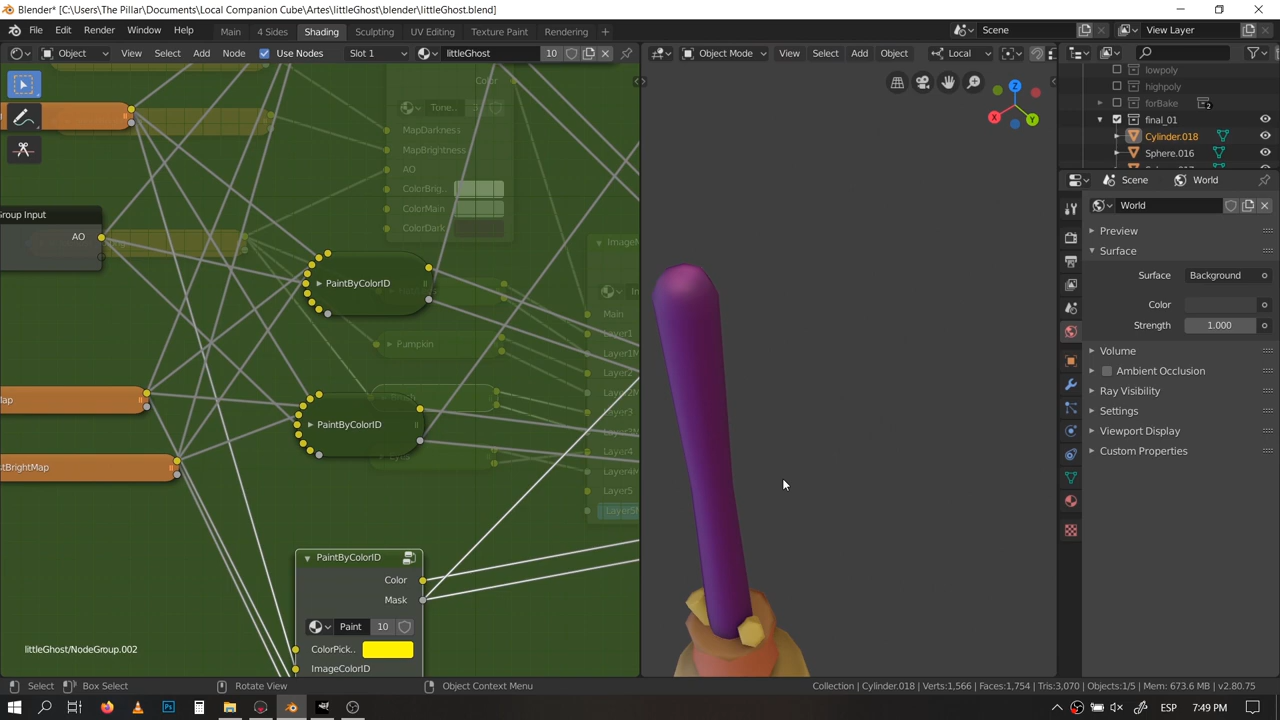 Blender* [C:\Users\The Pillar\Documents\Local Companion Cube\Artes\littleGhost\blender\littleGhost.blend]
File Edit Render Window Help Main 4 Sides Shading Sculpting UV Editing Texture Paint Scene View Layer
Object View Select Add Node Use Nodes Slot 1 littleGhost 10 Object Mode View Select Add Object Local
lowpoly
highpoly
forBake 2
final_01
Cylinder.018
Sphere.016
Scene World
World
Preview
Surface
Surface Background
Color
Strength 1.000
Volume
Ambient Occlusion
Ray Visibility
Settings
Viewport Display
Custom Properties
Color
Tone..
MapDarkness
MapBrightness
AO
ColorBrig..
ColorMain
ColorDark
Group Input
AO
PaintByColorID
Pumpkin
PaintByColorID
Main
Layer1
Layer2
Layer3
Layer4
Layer5
PaintByColorID
Color
Mask
Paint 10
ColorPick..
ImageColorID
littleGhost/NodeGroup.002
Select Box Select Rotate View Object Context Menu Collection | Cylinder.018 | Verts:1,566 | Faces:1,754 | Tris:3,070 | Objects:1/5 | Mem: 673.6 MB | v2.80.75
ESP 7:49 PM